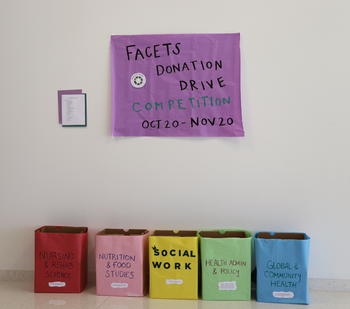 FACETS
DONATION
DRIVE
COMPETITION
OCT 20 - NOV 20
NURSING
& REHAB
SCIENCE
NUTRITION
& FOOD
STUDIES
SOCIAL
WORK
HEALTH ADMIN
& POLICY
GLOBAL &
COMMUNITY
HEALTH